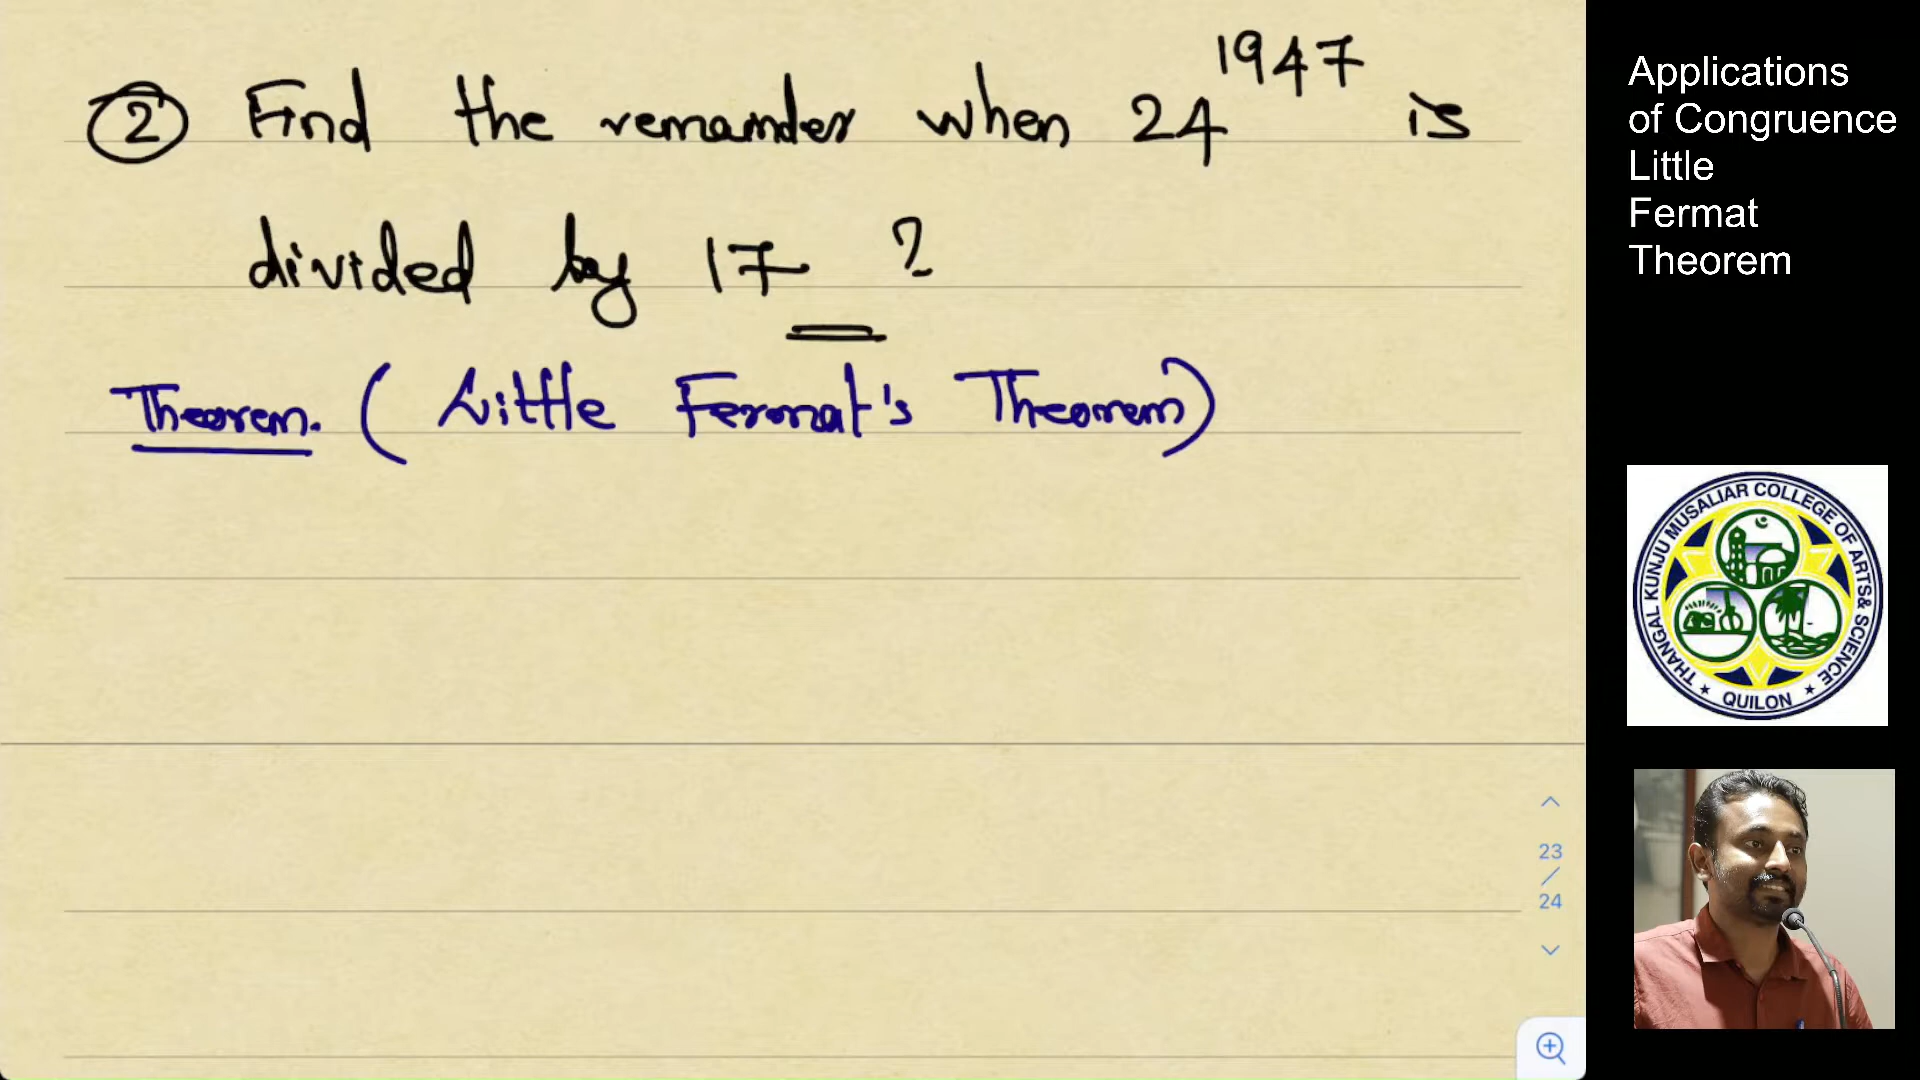 ② Find the remainder when 24^1947 is
divided by 17 ?
Theorem. ( Little Fermat's Theorem)
Applications
of Congruence
Little
Fermat
Theorem
THANGAL KUNJU MUSALIAR COLLEGE OF ARTS & SCIENCE
★ QUILON ★
23
/
24